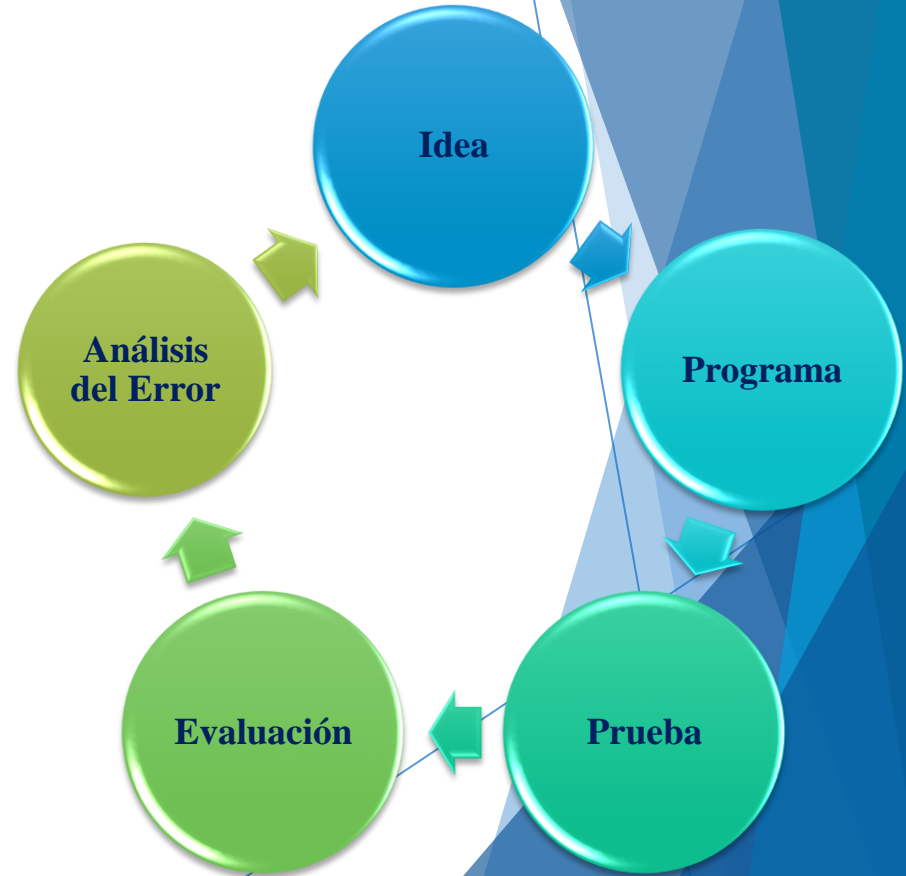 Idea
Programa
Prueba
Evaluación
Análisis
del Error